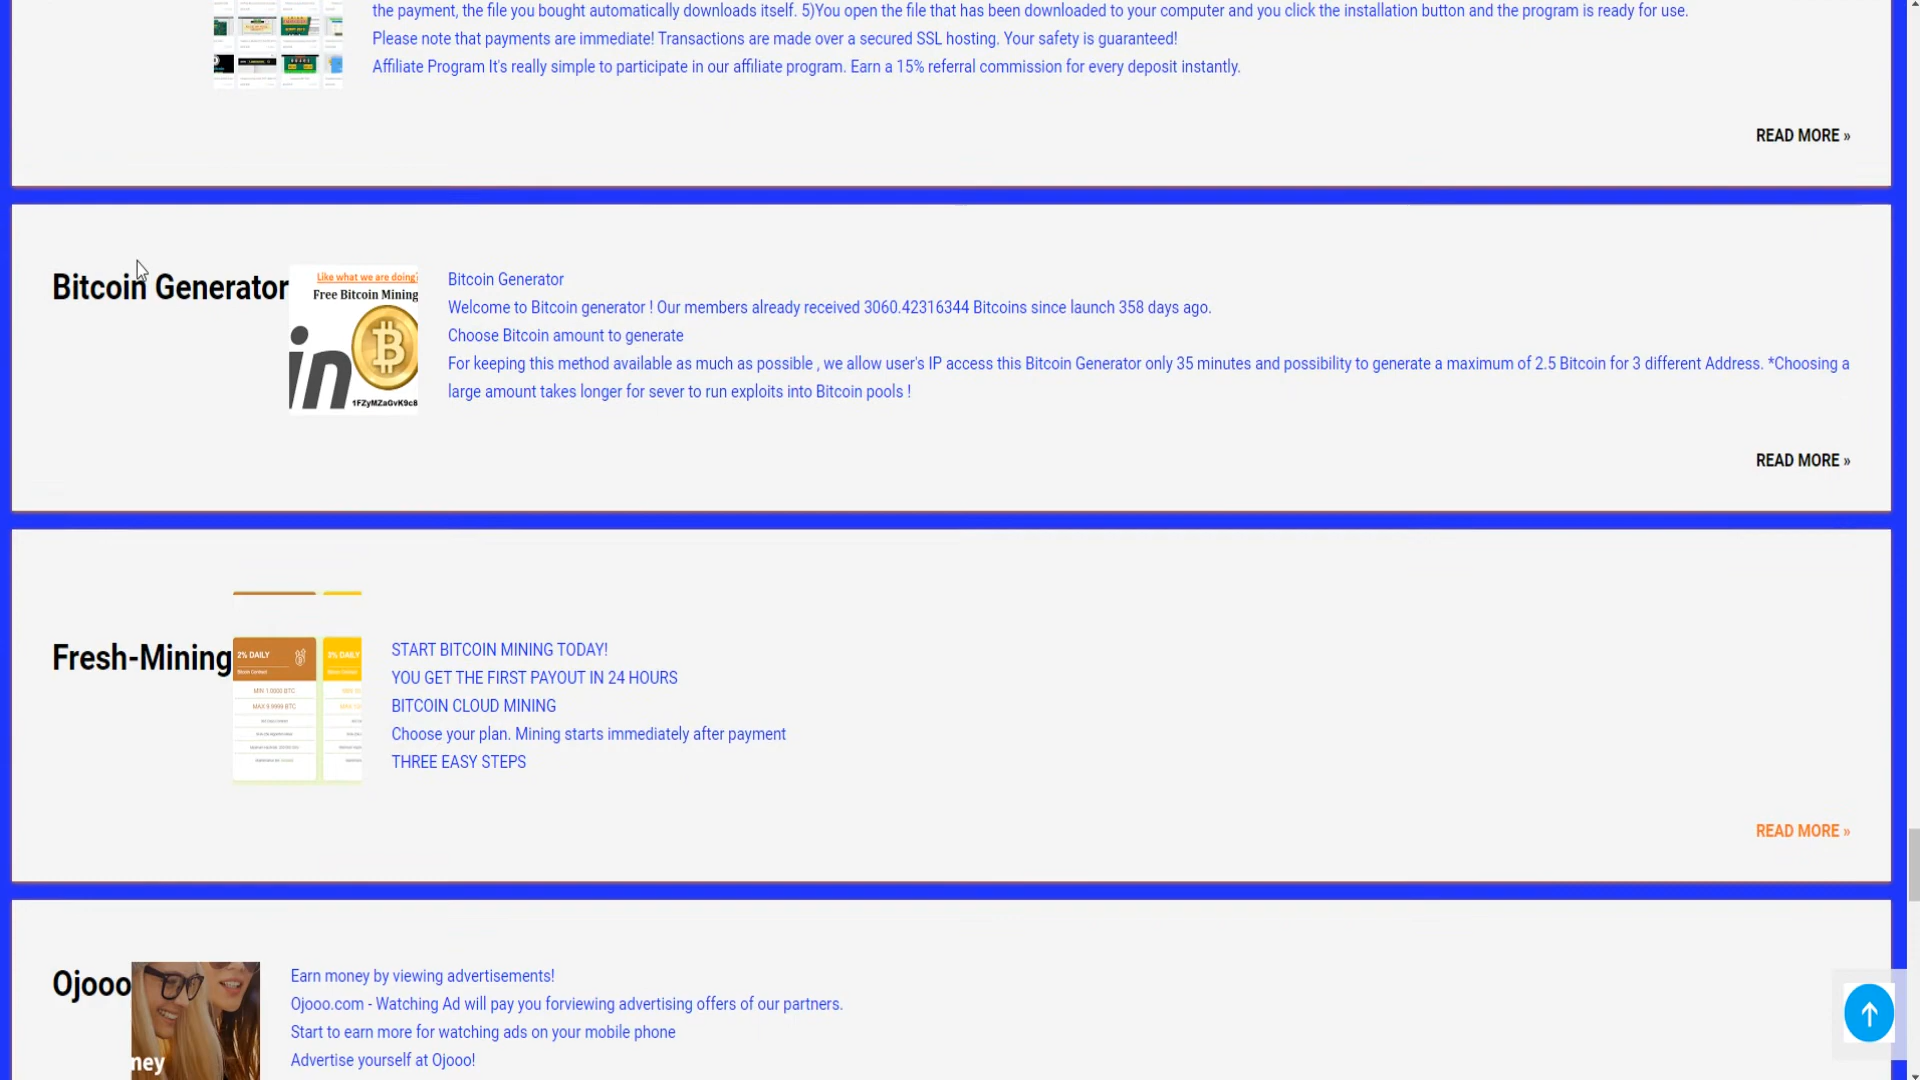 the payment, the file you bought automatically downloads itself. 5)You open the file that has been downloaded to your computer and you click the installation button and the program is ready for use.
Please note that payments are immediate! Transactions are made over a secured SSL hosting. Your safety is guaranteed!
Affiliate Program It's really simple to participate in our affiliate program. Earn a 15% referral commission for every deposit instantly.
READ MORE »
Bitcoin Generator
Like what we are doing?
Free Bitcoin Mining
in
1FZyMZaGvK9c8
Bitcoin Generator
Welcome to Bitcoin generator ! Our members already received 3060.42316344 Bitcoins since launch 358 days ago.
Choose Bitcoin amount to generate
For keeping this method available as much as possible , we allow user's IP access this Bitcoin Generator only 35 minutes and possibility to generate a maximum of 2.5 Bitcoin for 3 different Address. *Choosing a
large amount takes longer for sever to run exploits into Bitcoin pools !
READ MORE »
Fresh-Mining
2% DAILY
Bitcoin Contract
MIN 1.0000 BTC
MAX 9.9999 BTC
3% DAILY
START BITCOIN MINING TODAY!
YOU GET THE FIRST PAYOUT IN 24 HOURS
BITCOIN CLOUD MINING
Choose your plan. Mining starts immediately after payment
THREE EASY STEPS
READ MORE »
Ojooo
ney
Earn money by viewing advertisements!
Ojooo.com - Watching Ad will pay you forviewing advertising offers of our partners.
Start to earn more for watching ads on your mobile phone
Advertise yourself at Ojooo!